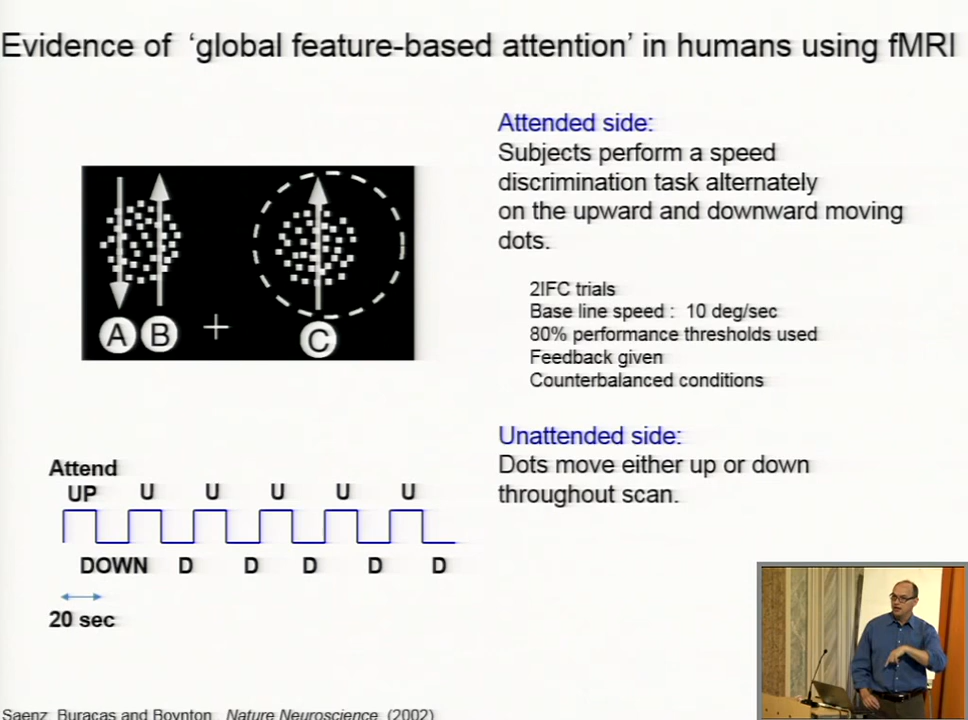 Evidence of ‘global feature-based attention’ in humans using fMRI
Attended side:
Subjects perform a speed
discrimination task alternately
on the upward and downward moving
dots.
2IFC trials
Base line speed : 10 deg/sec
80% performance thresholds used
Feedback given
Counterbalanced conditions
A B + C
Unattended side:
Dots move either up or down
throughout scan.
Attend
UP U U U U U
DOWN D D D D D
20 sec
Saenz, Buracas and Boynton, Nature Neuroscience (2002)